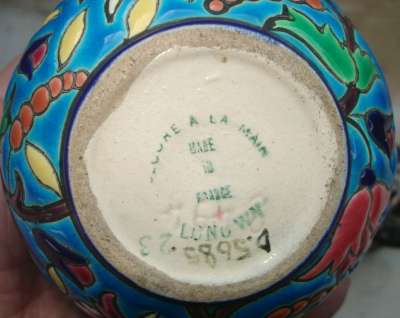 DÉCORÉ A LA MAIN
MADE
IN
FRANCE
LONGWY
D.5685
23